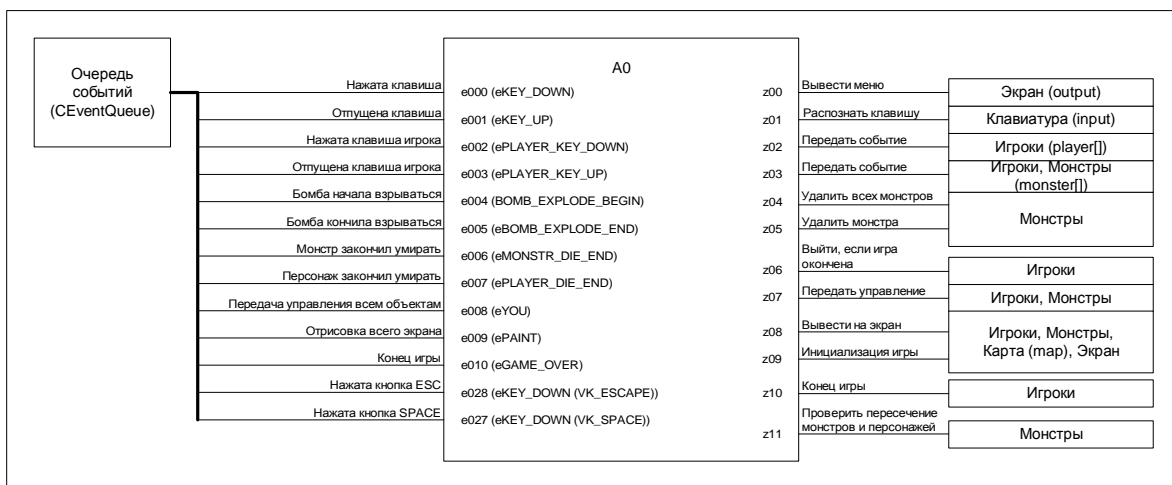 Очередь
событий
(CEventQueue)
Нажата клавиша
Отпущена клавиша
Нажата клавиша игрока
Отпущена клавиша игрока
Бомба начала взрываться
Бомба кончила взрываться
Монстр закончил умирать
Персонаж закончил умирать
Передача управления всем объектам
Отрисовка всего экрана
Конец игры
Нажата кнопка ESC
Нажата кнопка SPACE
A0
e000 (eKEY_DOWN)
e001 (eKEY_UP)
e002 (ePLAYER_KEY_DOWN)
e003 (ePLAYER_KEY_UP)
e004 (BOMB_EXPLODE_BEGIN)
e005 (eBOMB_EXPLODE_END)
e006 (eMONSTR_DIE_END)
e007 (ePLAYER_DIE_END)
e008 (eYOU)
e009 (ePAINT)
e010 (eGAME_OVER)
e028 (eKEY_DOWN (VK_ESCAPE))
e027 (eKEY_DOWN (VK_SPACE))
z00
z01
z02
z03
z04
z05
z06
z07
z08
z09
z10
z11
Вывести меню
Распознать клавишу
Передать событие
Передать событие
Удалить всех монстров
Удалить монстра
Выйти, если игра
окончена
Передать управление
Вывести на экран
Инициализация игры
Конец игры
Проверить пересечение
монстров и персонажей
Экран (output)
Клавиатура (input)
Игроки (player[])
Игроки, Монстры
(monster[])
Монстры
Игроки
Игроки, Монстры
Игроки, Монстры,
Карта (map), Экран
Игроки
Монстры